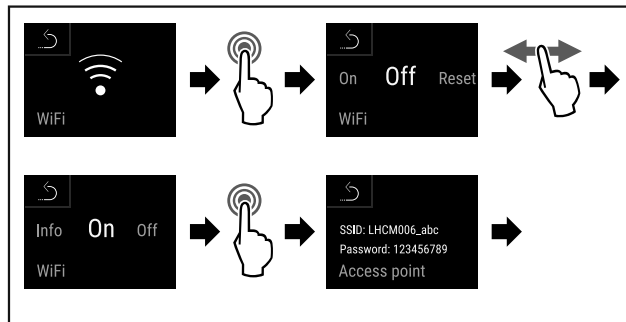 WiFi
On Off Reset
WiFi
Info On Off
WiFi
SSID: LHCM006_abc
Password: 123456789
Access point